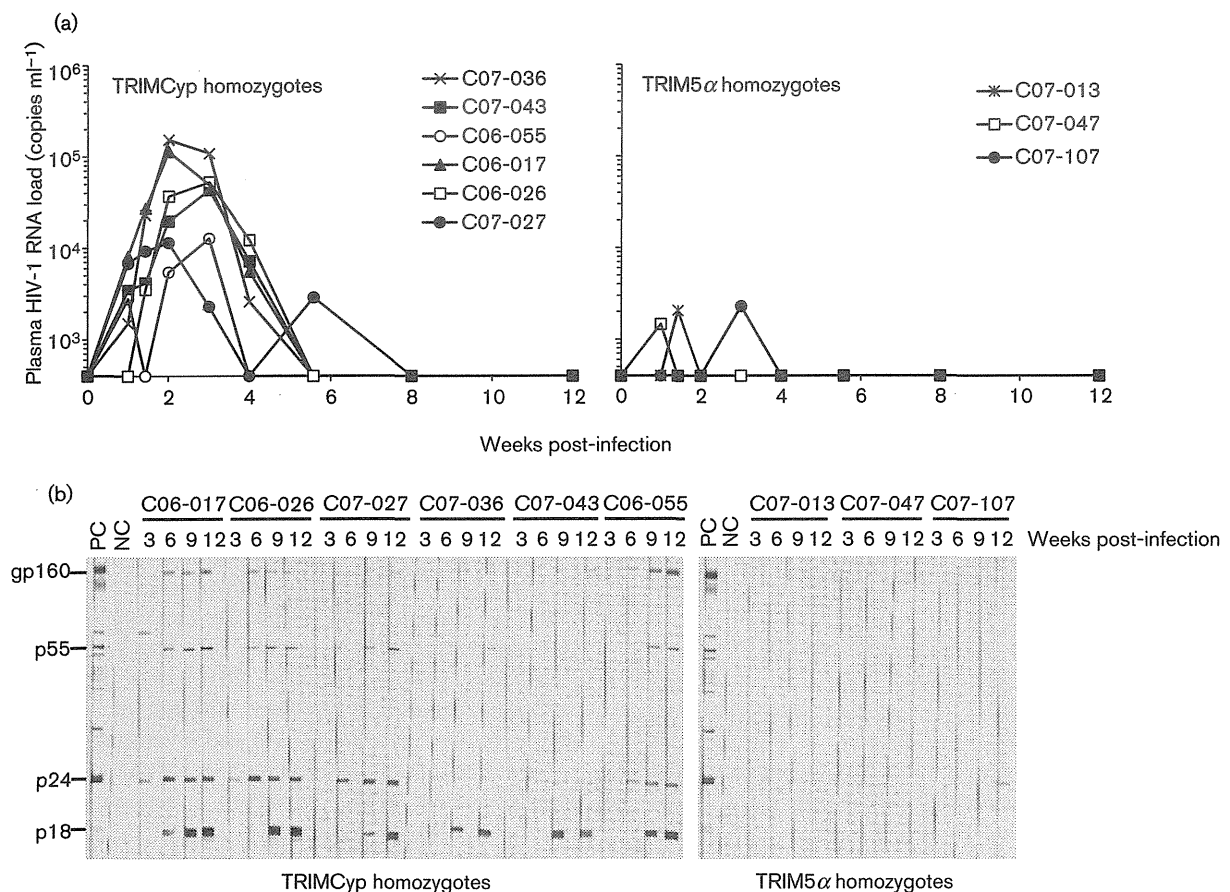 (a)
Plasma HIV-1 RNA load (copies ml⁻¹)
10⁶
10⁵
10⁴
10³
TRIMCyp homozygotes
C07-036
C07-043
C06-055
C06-017
C06-026
C07-027
0 2 4 6 8 10 12
TRIM5α homozygotes
C07-013
C07-047
C07-107
0 2 4 6 8 10 12
Weeks post-infection
(b)
PC NC C06-017 C06-026 C07-027 C07-036 C07-043 C06-055
3 6 9 12 3 6 9 12 3 6 9 12 3 6 9 12 3 6 9 12 3 6 9 12
PC NC C07-013 C07-047 C07-107
3 6 9 12 3 6 9 12 3 6 9 12 Weeks post-infection
gp160
p55
p24
p18
TRIMCyp homozygotes
TRIM5α homozygotes